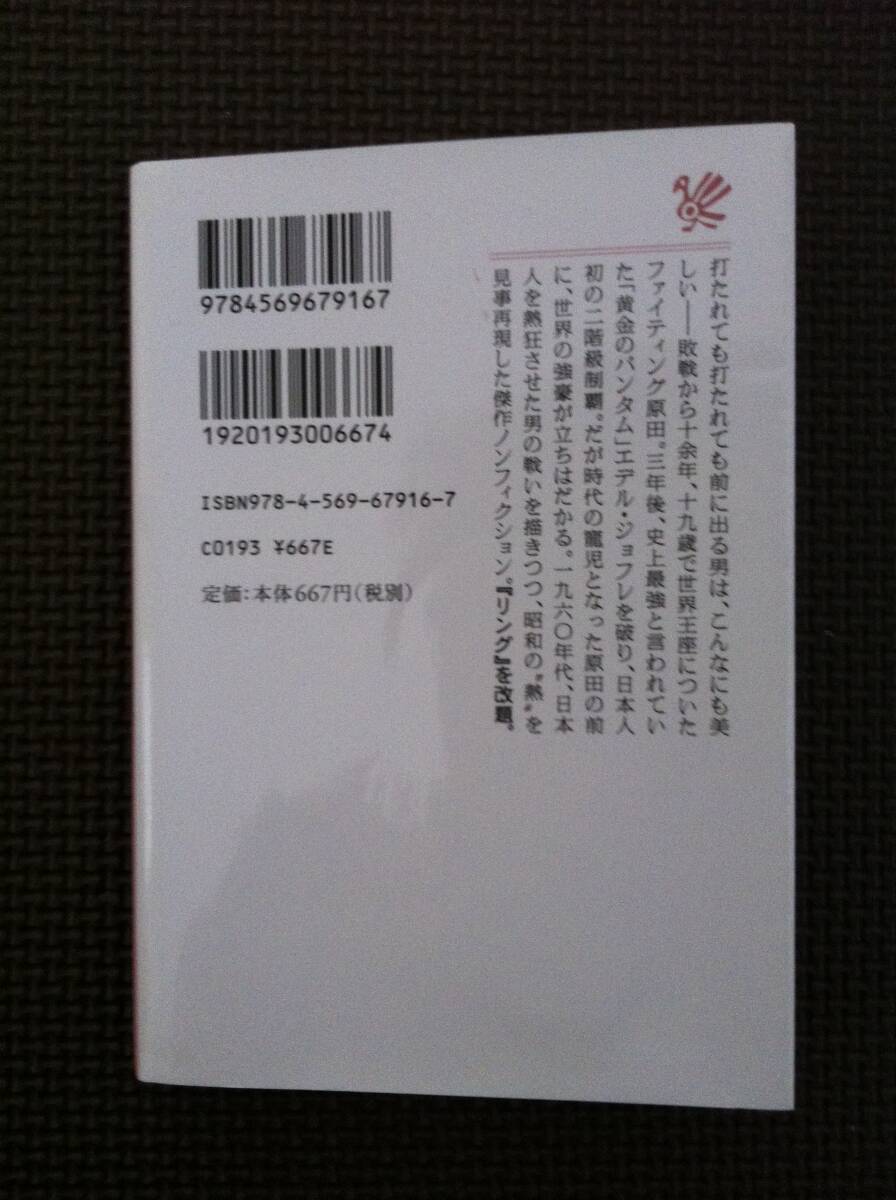 打たれても打たれても前に出る男は、こんなにも美
しい――敗戦から十余年、十九歳で世界王座についた
ファイティング原田。三年後、史上最強と言われてい
た「黄金のバンタム」エデル・ジョフレを破り、日本人
初の二階級制覇。だが時代の寵児となった原田の前
に、世界の強豪が立ちはだかる。一九六〇年代、日本
人を熱狂させた男の戦いを描きつつ、昭和の〝熱〟を
見事再現した傑作ノンフィクション。『リング』を改題。
9784569679167
1920193006674
ISBN978-4-569-67916-7
C0193 ¥667E
定価:本体667円(税別)